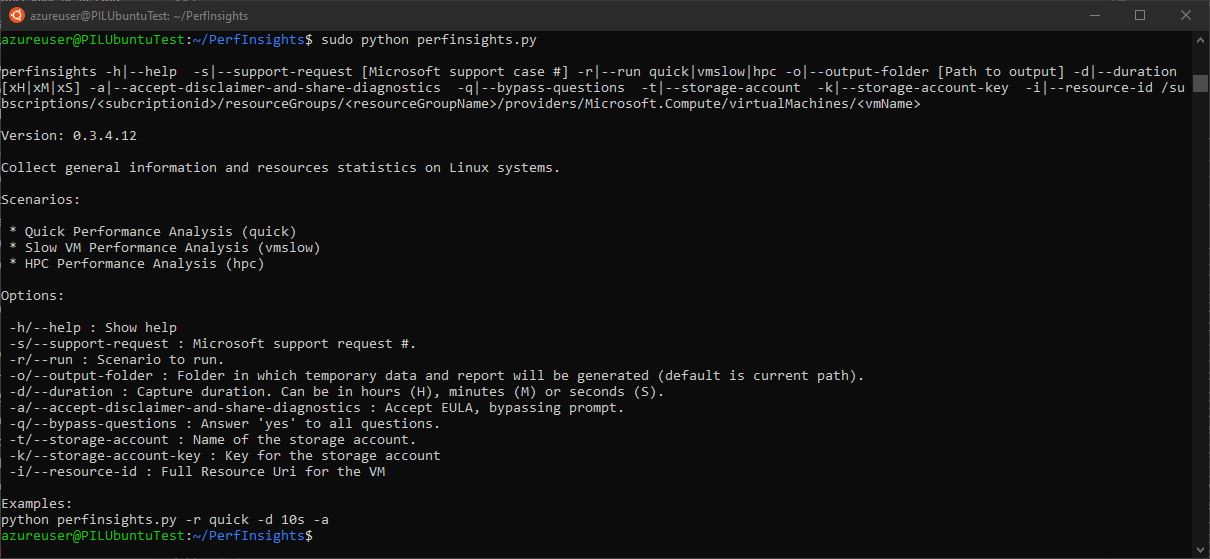 azureuser@PILUbuntuTest: ~/PerfInsights
azureuser@PILUbuntuTest:~/PerfInsights$ sudo python perfinsights.py
perfinsights -h|--help  -s|--support-request [Microsoft support case #] -r|--run quick|vmslow|hpc -o|--output-folder [Path to output] -d|--duration
[xH|xM|xS] -a|--accept-disclaimer-and-share-diagnostics  -q|--bypass-questions  -t|--storage-account  -k|--storage-account-key  -i|--resource-id /su
bscriptions/<subcriptionid>/resourceGroups/<resourceGroupName>/providers/Microsoft.Compute/virtualMachines/<vmName>
Version: 0.3.4.12
Collect general information and resources statistics on Linux systems.
Scenarios:
* Quick Performance Analysis (quick)
* Slow VM Performance Analysis (vmslow)
* HPC Performance Analysis (hpc)
Options:
-h/--help : Show help
-s/--support-request : Microsoft support request #.
-r/--run : Scenario to run.
-o/--output-folder : Folder in which temporary data and report will be generated (default is current path).
-d/--duration : Capture duration. Can be in hours (H), minutes (M) or seconds (S).
-a/--accept-disclaimer-and-share-diagnostics : Accept EULA, bypassing prompt.
-q/--bypass-questions : Answer 'yes' to all questions.
-t/--storage-account : Name of the storage account.
-k/--storage-account-key : Key for the storage account
-i/--resource-id : Full Resource Uri for the VM
Examples:
python perfinsights.py -r quick -d 10s -a
azureuser@PILUbuntuTest:~/PerfInsights$